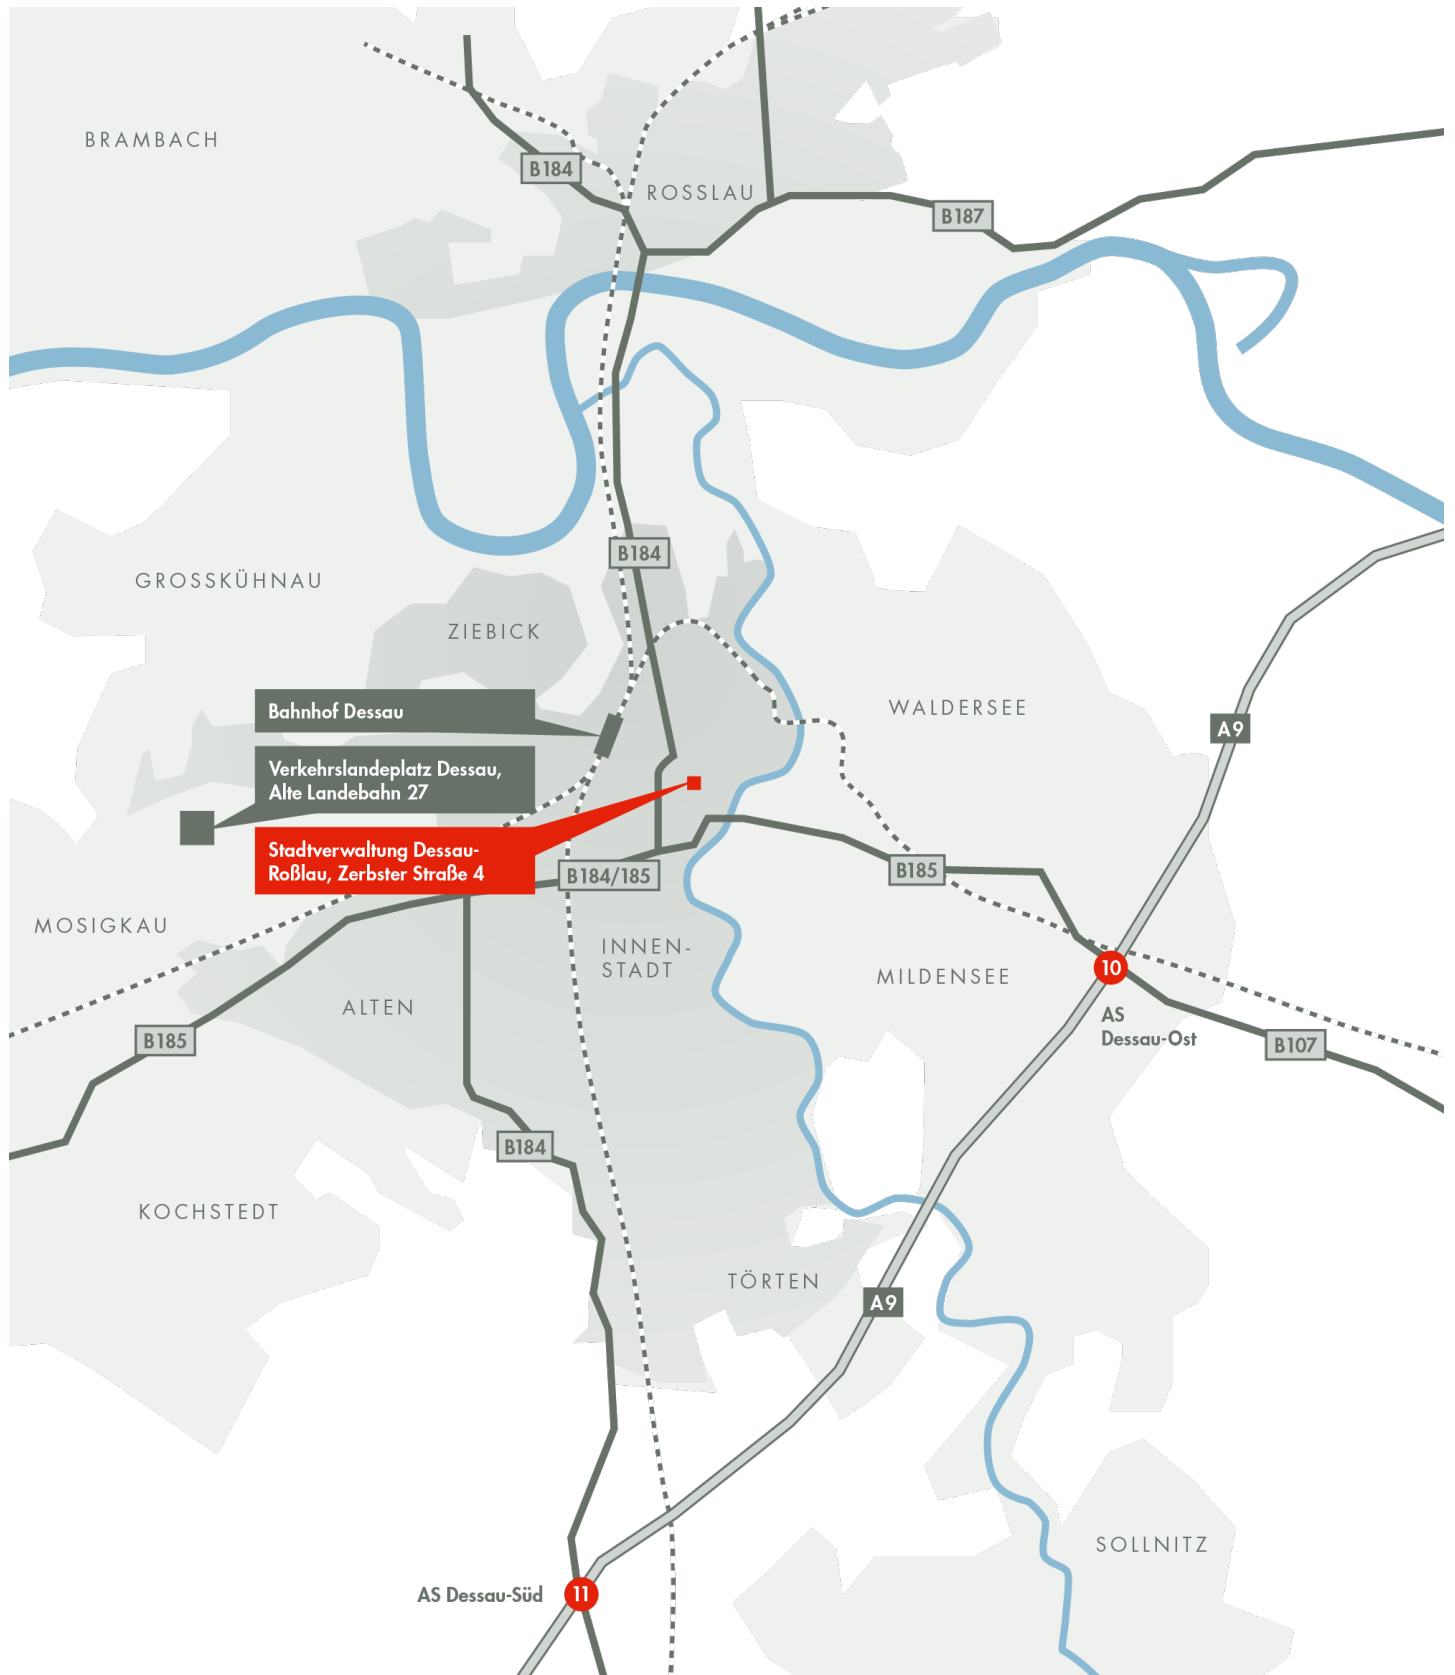 BRAMBACH
B184
ROSSLAU
B187
B184
GROSSKÜHNAU
ZIEBICK
Bahnhof Dessau
WALDERSEE
A9
Verkehrslandeplatz Dessau,
Alte Landebahn 27
Stadtverwaltung Dessau-
Roßlau, Zerbster Straße 4
B184/185
B185
MOSIGKAU
INNEN-
STADT
MILDENSEE
10
AS
Dessau-Ost
ALTEN
B185
B107
B184
KOCHSTEDT
TÖRTEN
A9
SOLLNITZ
AS Dessau-Süd
11